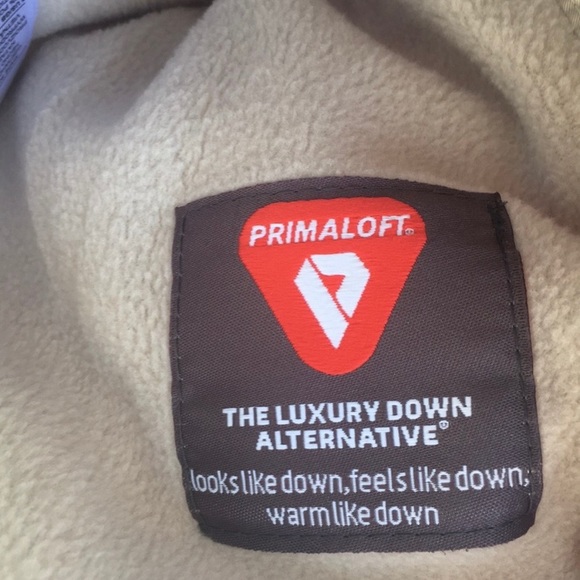 PRIMALOFT®
THE LUXURY DOWN
ALTERNATIVE®
looks like down, feels like down,
warm like down